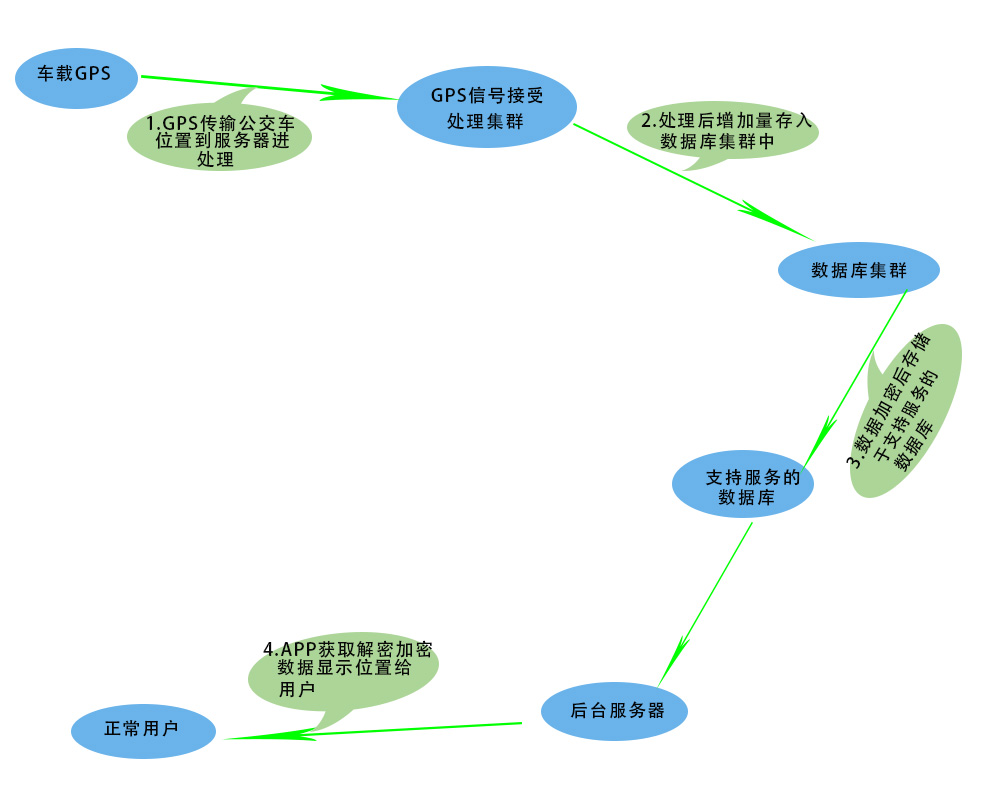 车载GPS
GPS信号接受
处理集群
1.GPS传输公交车
位置到服务器进
处理
2.处理后增加量存入
数据库集群中
数据库集群
3.数据加密后存储
于支持服务的
数据库
支持服务的
数据库
后台服务器
4.APP获取解密加密
数据显示位置给
用户
正常用户